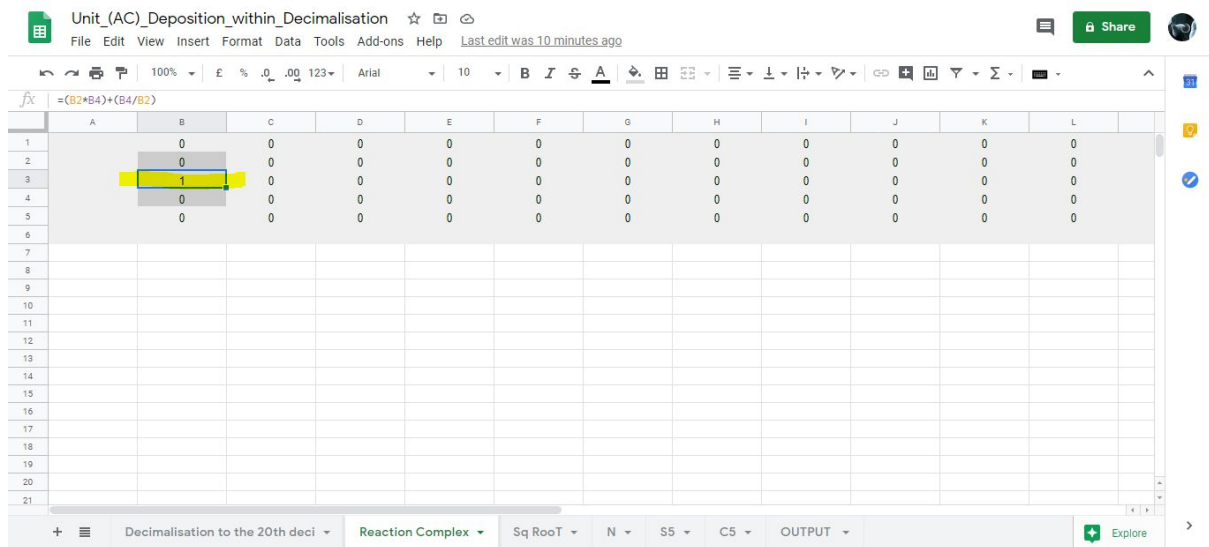 Unit_(AC)_Deposition_within_Decimalisation
File Edit View Insert Format Data Tools Add-ons Help Last edit was 10 minutes ago
Share
100% £ % .0 .00 123 Arial 10 B I S A
fx =(B2*B4)+(B4/B2)
A B C D E F G H I J K L
1 0 0 0 0 0 0 0 0 0 0 0
2 0 0 0 0 0 0 0 0 0 0 0
3 1 0 0 0 0 0 0 0 0 0 0
4 0 0 0 0 0 0 0 0 0 0 0
5 0 0 0 0 0 0 0 0 0 0 0
6
7
8
9
10
11
12
13
14
15
16
17
18
19
20
21
31
+ Decimalisation to the 20th deci Reaction Complex Sq RooT N S5 C5 OUTPUT Explore